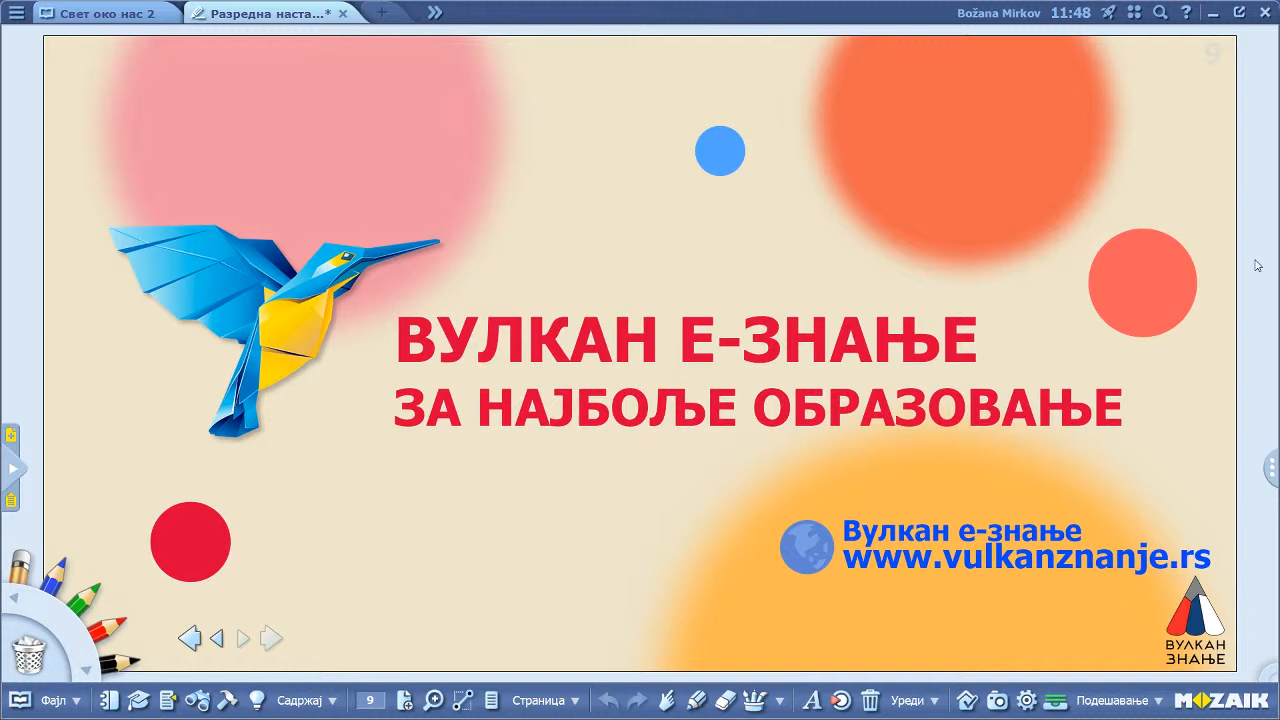 Свет око нас 2
Разредна наста...*
Božana Mirkov
11:48
9
ВУЛКАН Е-ЗНАЊЕ
ЗА НАЈБОЉЕ ОБРАЗОВАЊЕ
Вулкан е-знање
www.vulkanznanje.rs
ВУЛКАН
ЗНАЊЕ
Фајл
Садржај
9
Страница
Уреди
Подешавање
MOZAIK